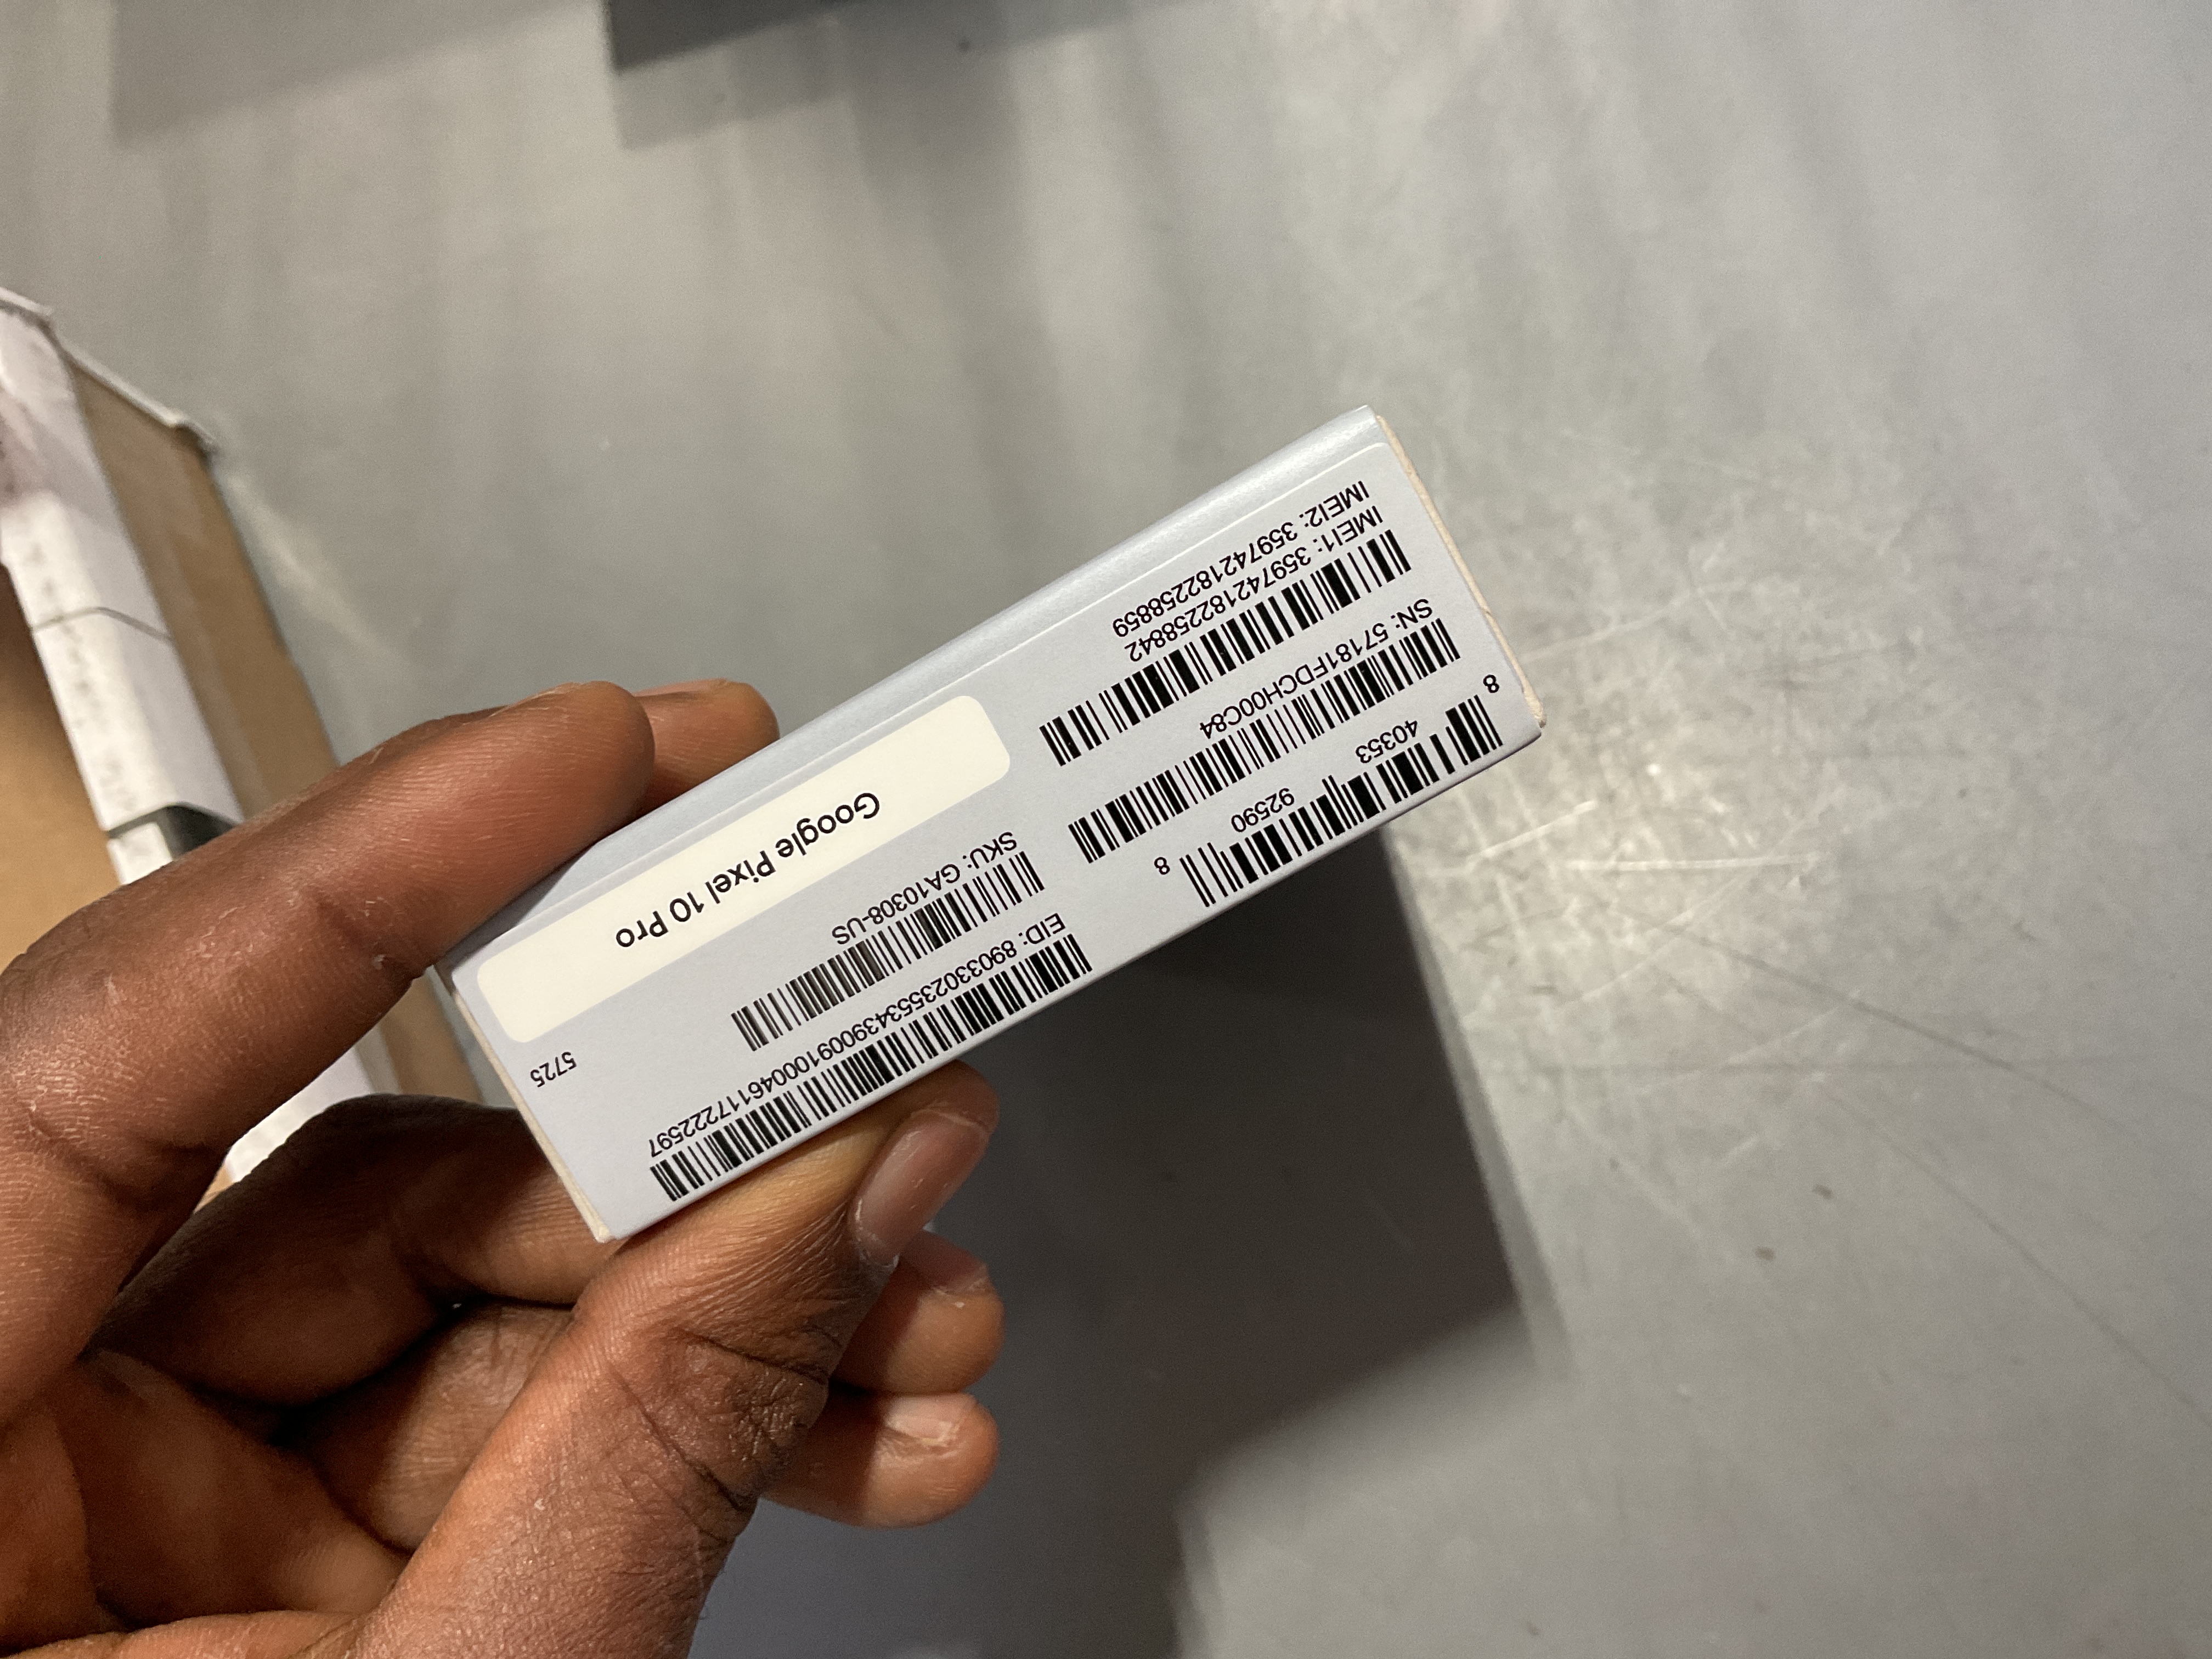 Google Pixel 10 Pro
5725
SKU: GA10308-US
EID: 89033023555343900910004611722597
IMEI2: 359742182258859
IMEI1: 359742182258842
SN: 57181FDCH00C84
8 40353 92590 8